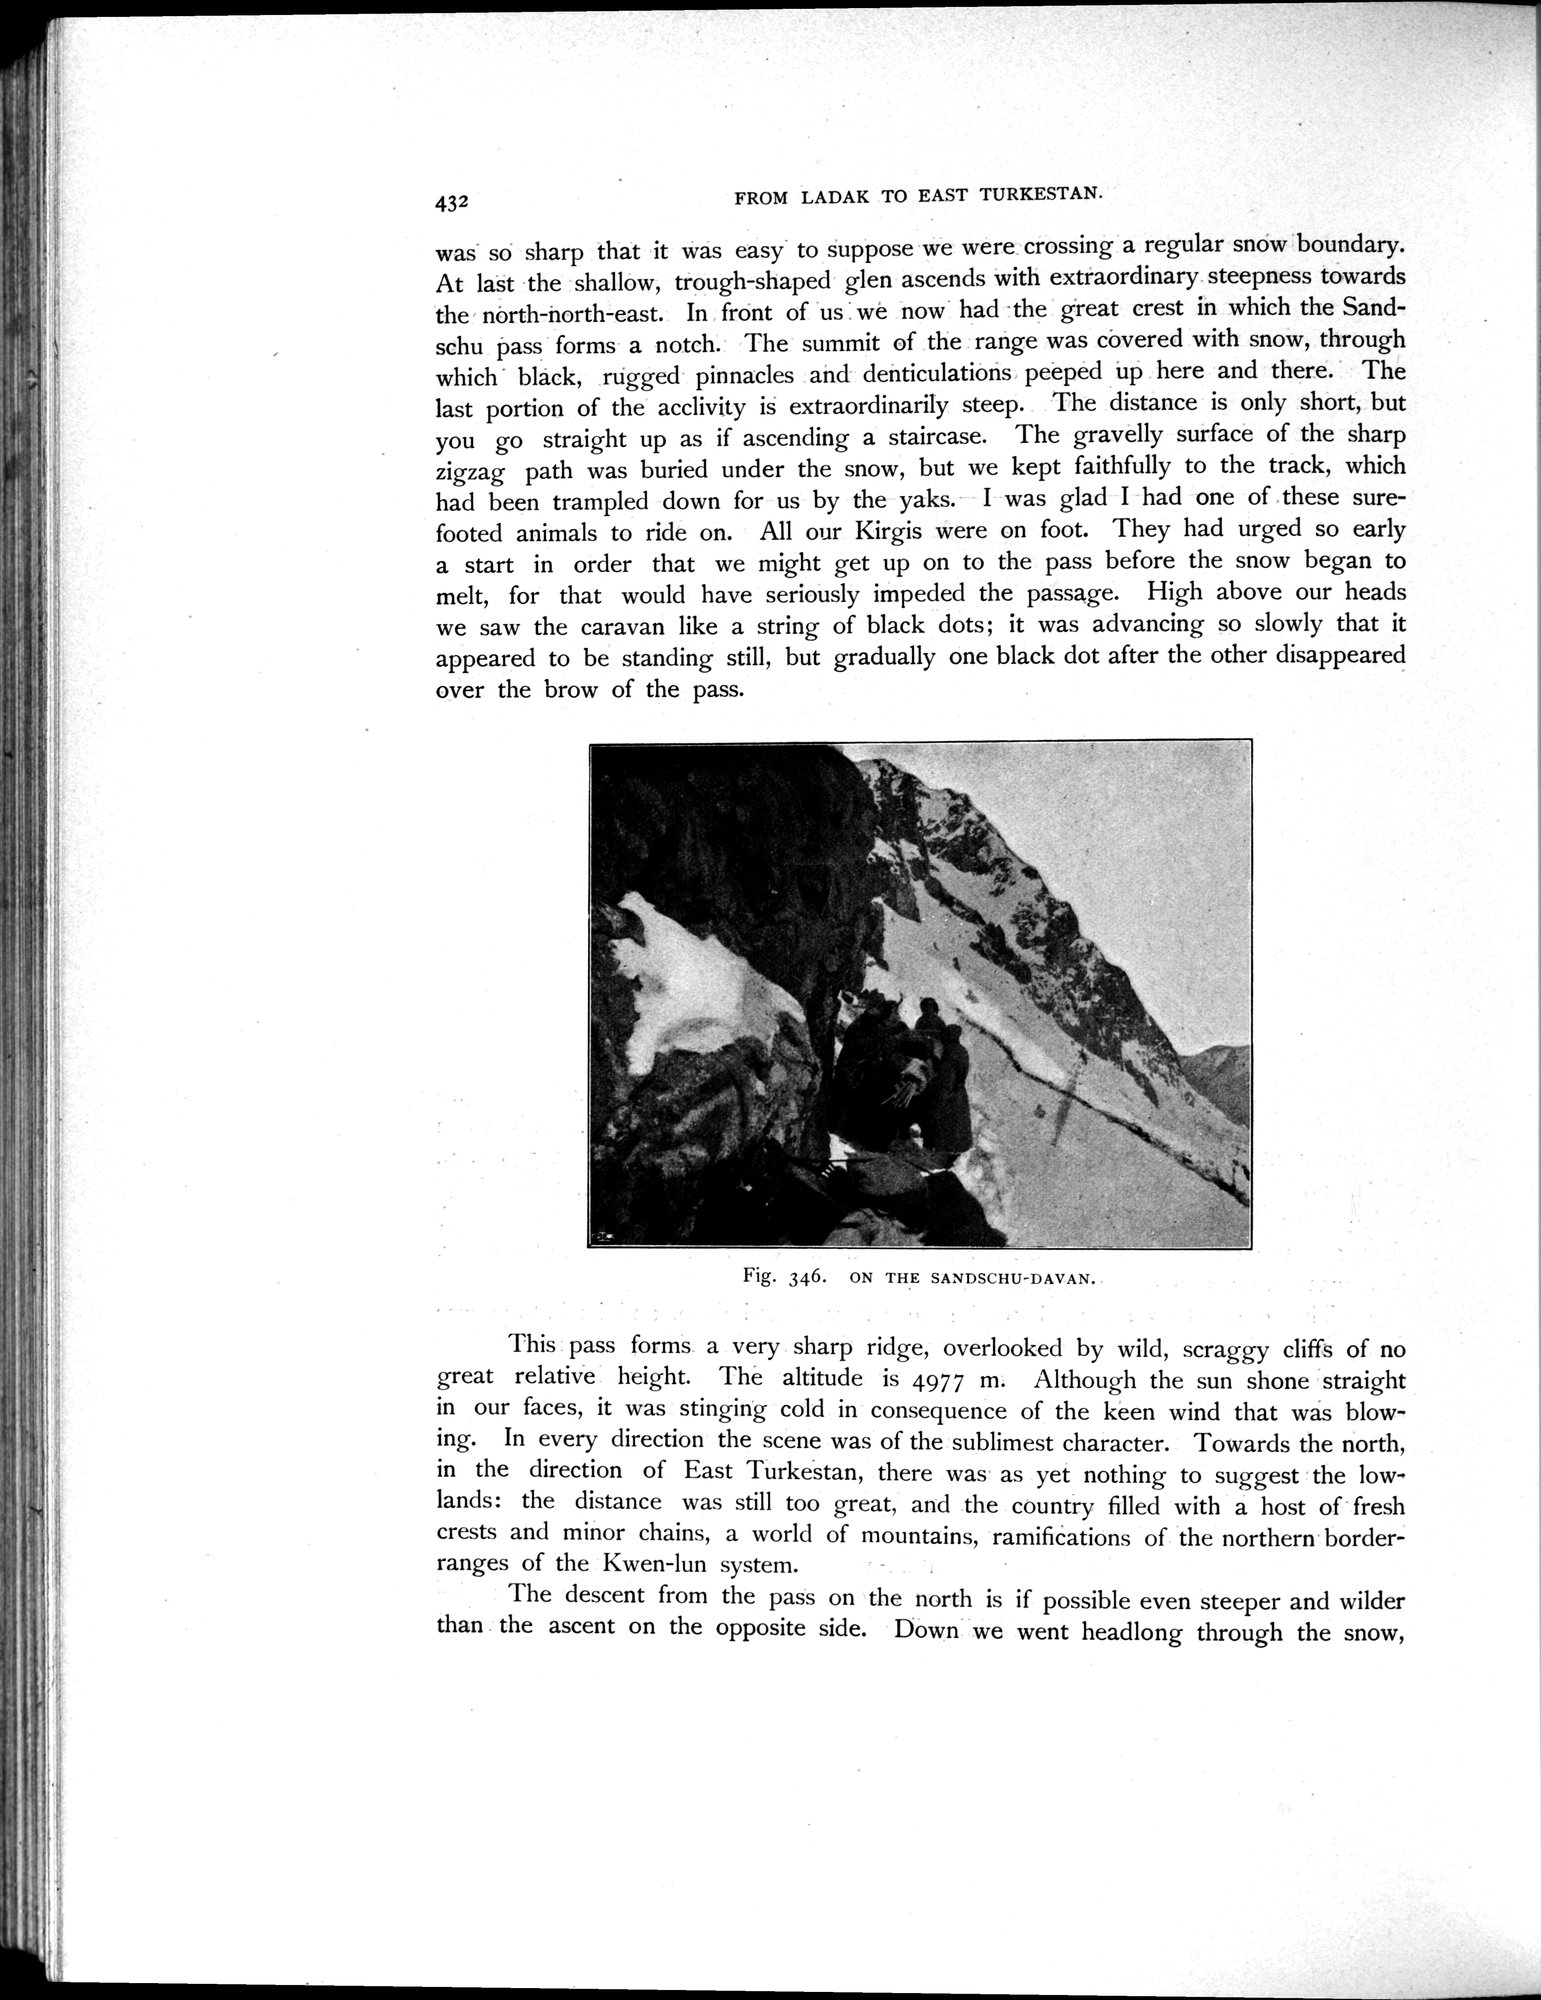 432
FROM LADAK TO EAST TURKESTAN.
was so sharp that it was easy to suppose we were crossing a regular snow boundary.
At last the shallow, trough-shaped glen ascends with extraordinary steepness towards
the north-north-east. In front of us we now had the great crest in which the Sand-
schu pass forms a notch. The summit of the range was covered with snow, through
which black, rugged pinnacles and denticulations peeped up here and there. The
last portion of the acclivity is extraordinarily steep. The distance is only short, but
you go straight up as if ascending a staircase. The gravelly surface of the sharp
zigzag path was buried under the snow, but we kept faithfully to the track, which
had been trampled down for us by the yaks. I was glad I had one of these sure-
footed animals to ride on. All our Kirgis were on foot. They had urged so early
a start in order that we might get up on to the pass before the snow began to
melt, for that would have seriously impeded the passage. High above our heads
we saw the caravan like a string of black dots; it was advancing so slowly that it
appeared to be standing still, but gradually one black dot after the other disappeared
over the brow of the pass.
Fig. 346. ON THE SANDSCHU-DAVAN.
This pass forms a very sharp ridge, overlooked by wild, scraggy cliffs of no
great relative height. The altitude is 4977 m. Although the sun shone straight
in our faces, it was stinging cold in consequence of the keen wind that was blow-
ing. In every direction the scene was of the sublimest character. Towards the north,
in the direction of East Turkestan, there was as yet nothing to suggest the low-
lands: the distance was still too great, and the country filled with a host of fresh
crests and minor chains, a world of mountains, ramifications of the northern border-
ranges of the Kwen-lun system.
The descent from the pass on the north is if possible even steeper and wilder
than the ascent on the opposite side. Down we went headlong through the snow,